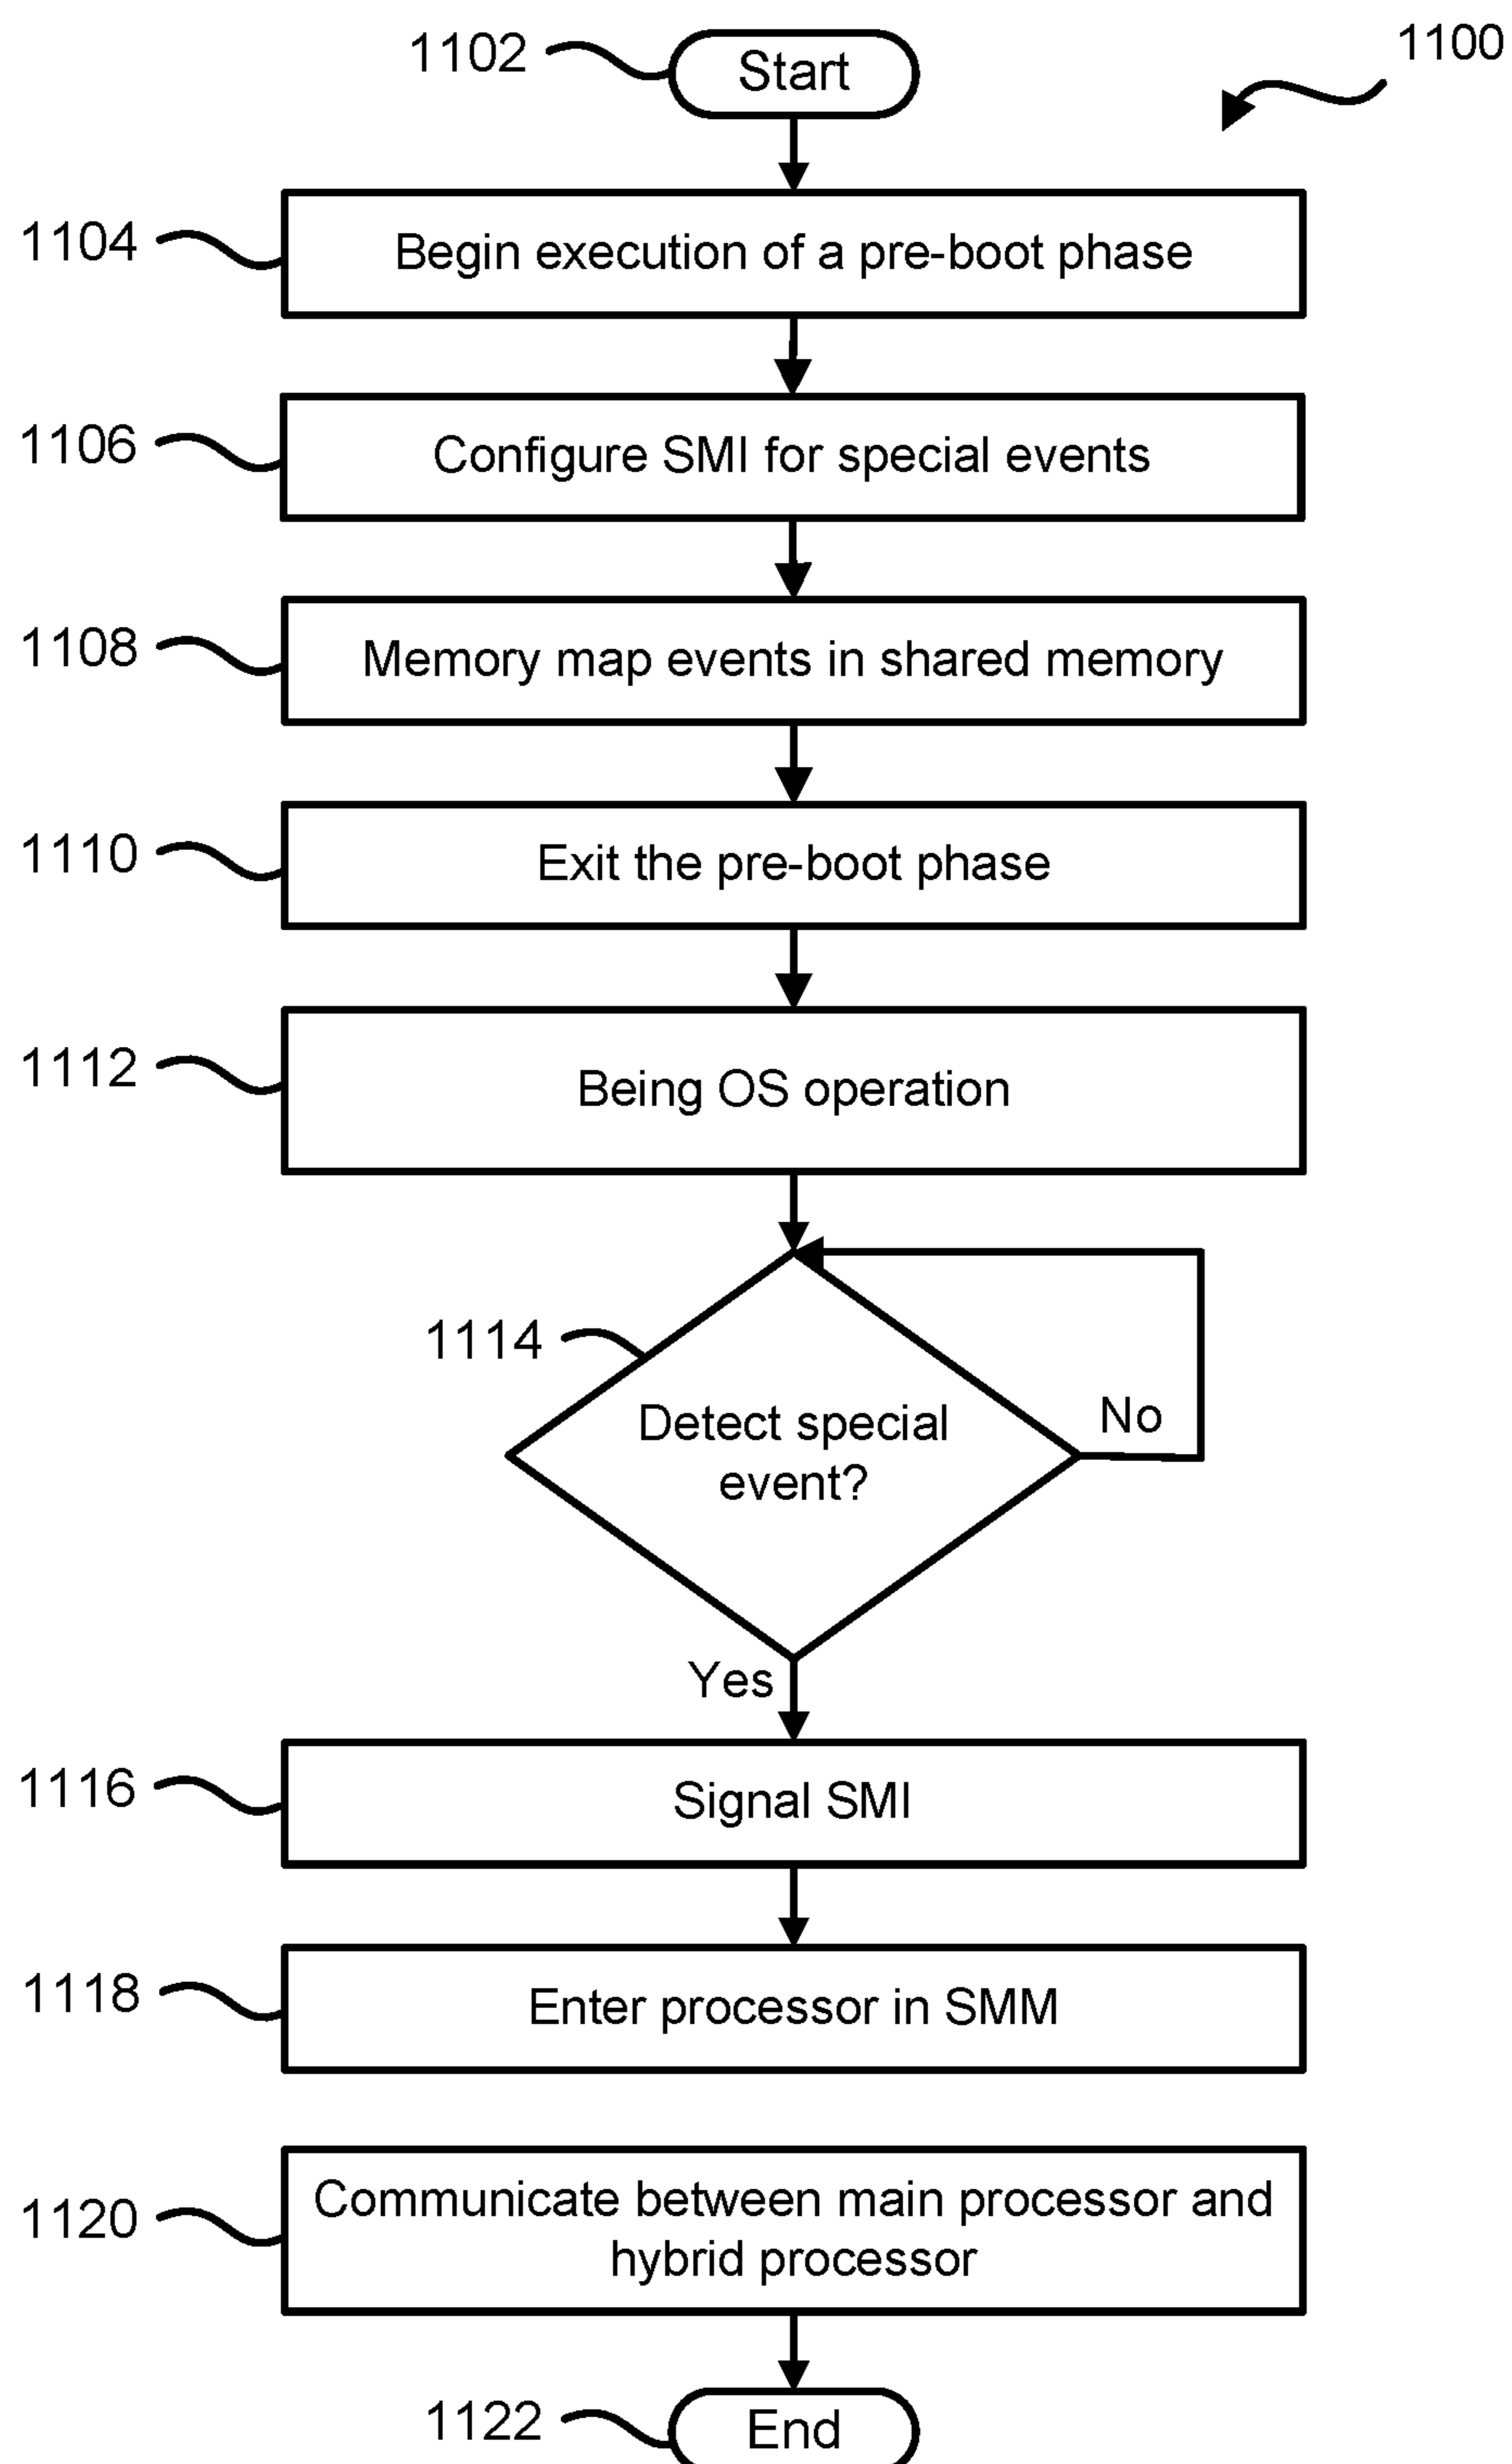 1102
Start
1100
1104
Begin execution of a pre-boot phase
1106
Configure SMI for special events
1108
Memory map events in shared memory
1110
Exit the pre-boot phase
1112
Being OS operation
1114
Detect special
event?
No
Yes
1116
Signal SMI
1118
Enter processor in SMM
1120
Communicate between main processor and
hybrid processor
1122
End